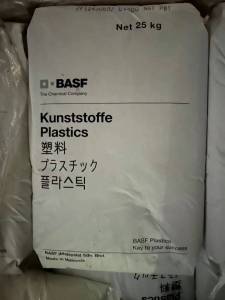 Net 25 kg
BASF
The Chemical Company
Kunststoffe
Plastics
塑料
プラスチック
플라스틱
BASF Plastics
Key to your success
Made in Malaysia